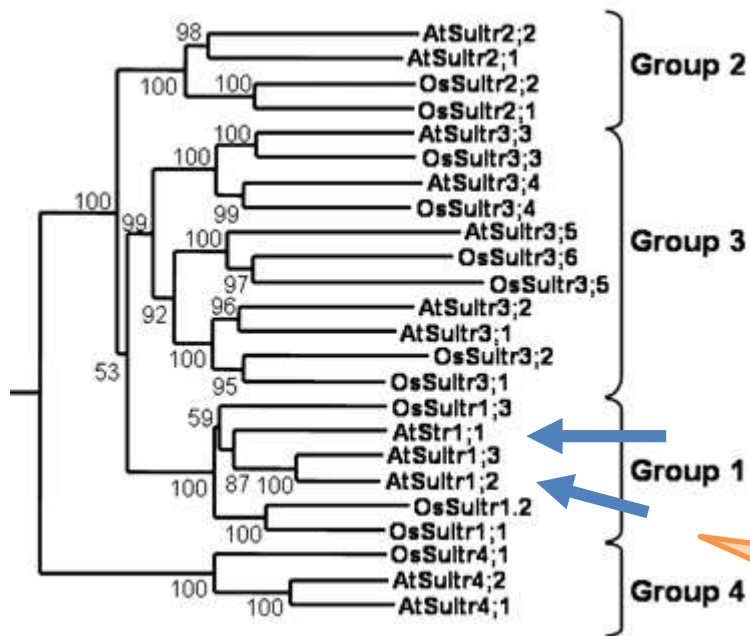 98
AtSultr2;2
AtSultr2;1
100
100
OsSultr2;2
OsSultr2;1
Group 2
100
AtSultr3;3
OsSultr3;3
100
AtSultr3;4
99
OsSultr3;4
100
99
100
AtSultr3;5
OsSultr3;6
97
OsSultr3;5
Group 3
92
96
AtSultr3;2
AtSultr3;1
100
OsSultr3;2
95
OsSultr3;1
53
59
OsSultr1;3
AtStr1;1
AtSultr1;3
87
100
AtSultr1;2
100
OsSultr1.2
100
OsSultr1;1
Group 1
OsSultr4;1
100
AtSultr4;2
100
AtSultr4;1
Group 4